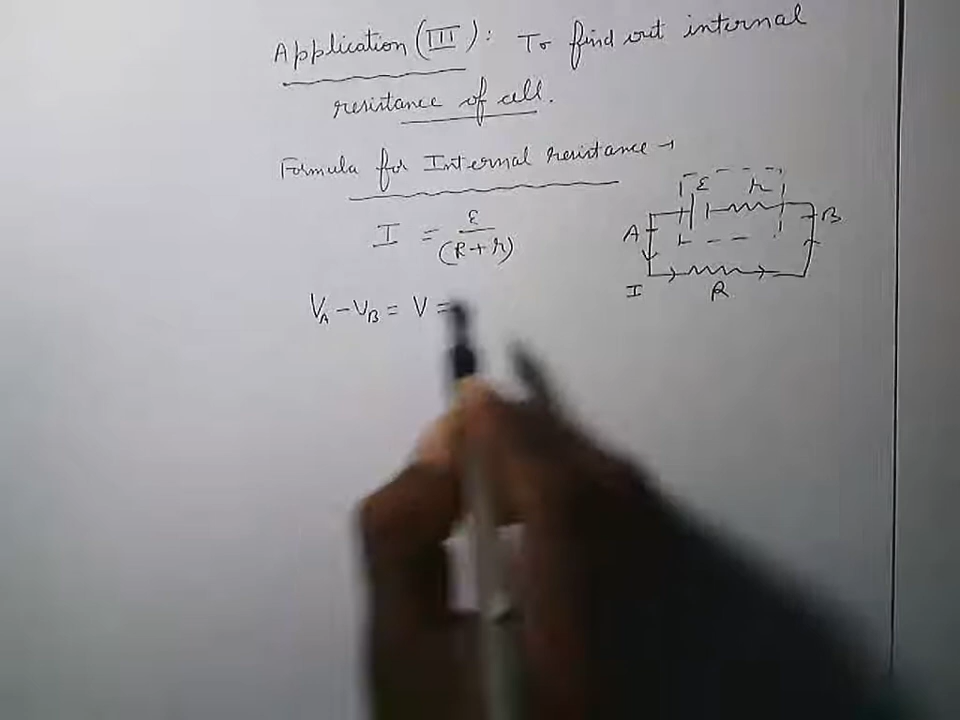 Application (III): To find out internal
resistance of cell.
Formula for Internal resistance →
I = ε/(R+r)
V_A - V_B = V =
ε r
A B
I R